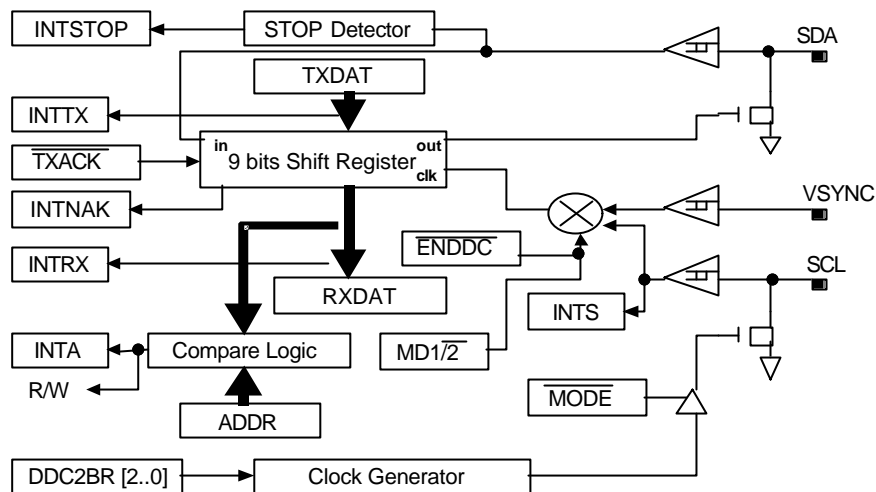 INTSTOP STOP Detector SDA
TXDAT
INTTX
in out
TXACK 9 bits Shift Register clk
INTNAK VSYNC
ENDDC
INTRX SCL
RXDAT
INTS
INTA Compare Logic MD1/2
R/W
MODE
ADDR
DDC2BR [2..0] Clock Generator